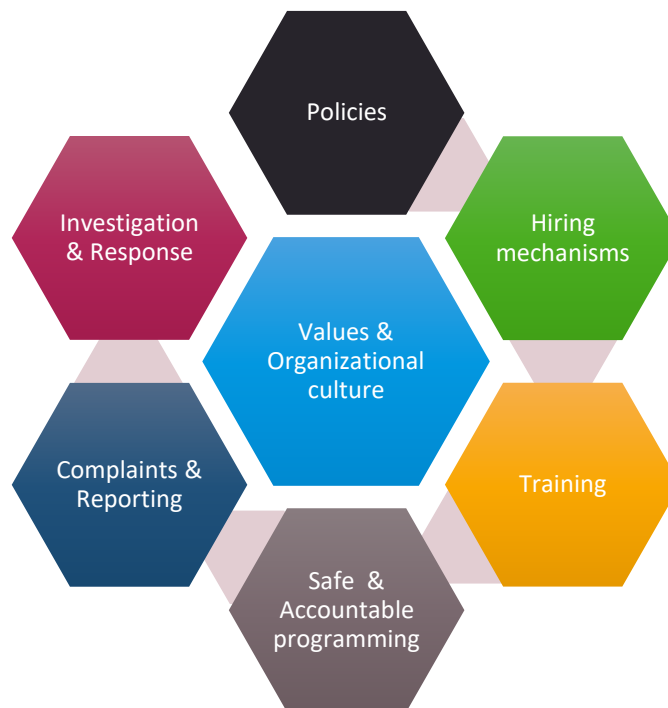 Policies
Hiring
mechanisms
Training
Safe & 
Accountable
programming
Complaints &
Reporting
Investigation
& Response
Values &
Organizational
culture